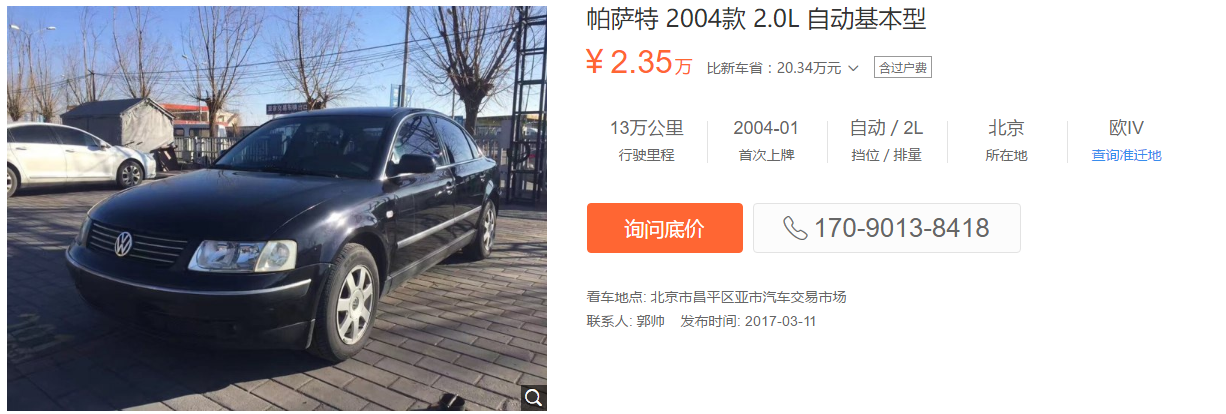 帕萨特 2004款 2.0L 自动基本型
¥ 2.35万 比新车省：20.34万元 含过户费
13万公里 2004-01 自动 / 2L 北京 欧IV
行驶里程 首次上牌 挡位 / 排量 所在地 查询准迁地
询问底价 170-9013-8418
看车地点: 北京市昌平区亚市汽车交易市场
联系人: 郭帅 发布时间: 2017-03-11